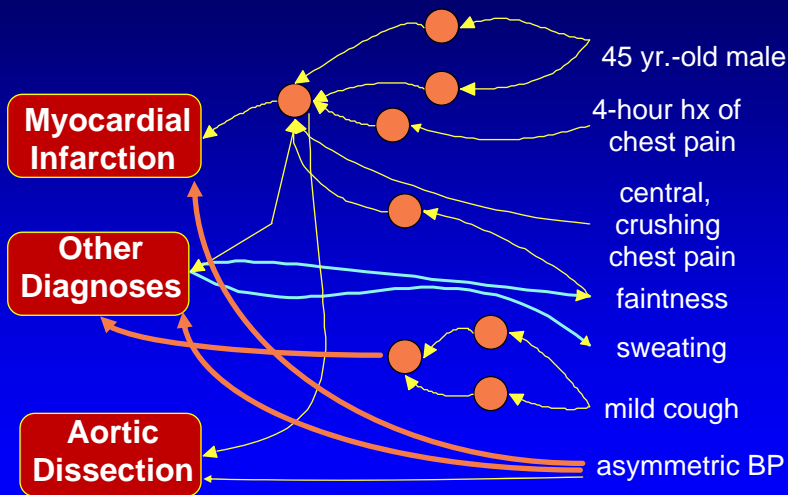 Myocardial
Infarction
Other
Diagnoses
Aortic
Dissection
45 yr.-old male
4-hour hx of
chest pain
central,
crushing
chest pain
faintness
sweating
mild cough
asymmetric BP